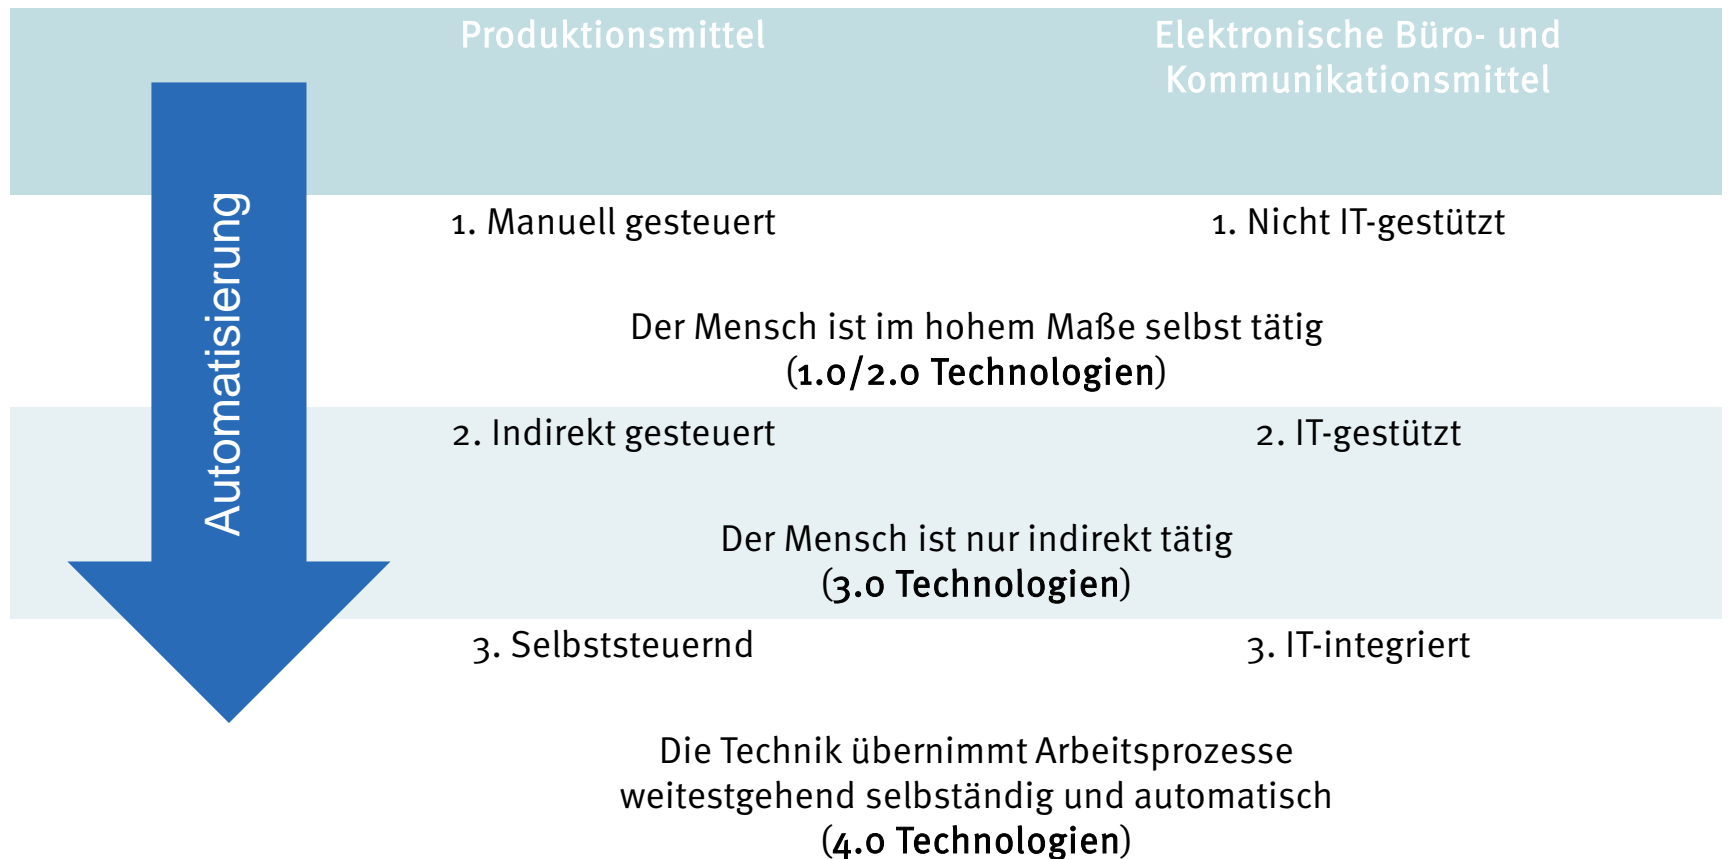 Produktionsmittel
Elektronische Büro- und
Kommunikationsmittel
Automatisierung
1. Manuell gesteuert
1. Nicht IT-gestützt
Der Mensch ist im hohem Maße selbst tätig
(1.0/2.0 Technologien)
2. Indirekt gesteuert
2. IT-gestützt
Der Mensch ist nur indirekt tätig
(3.0 Technologien)
3. Selbststeuernd
3. IT-integriert
Die Technik übernimmt Arbeitsprozesse
weitestgehend selbständig und automatisch
(4.0 Technologien)